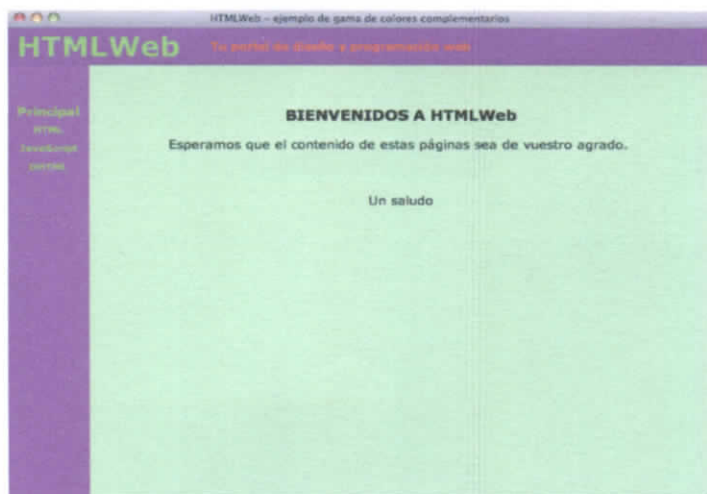 HTMLWeb – ejemplo de gama de colores complementarios
HTMLWeb
Tu portal de diseño y programación web
Principal
HTML
JavaScript
BIENVENIDOS A HTMLWeb
Esperamos que el contenido de estas páginas sea de vuestro agrado.
Un saludo